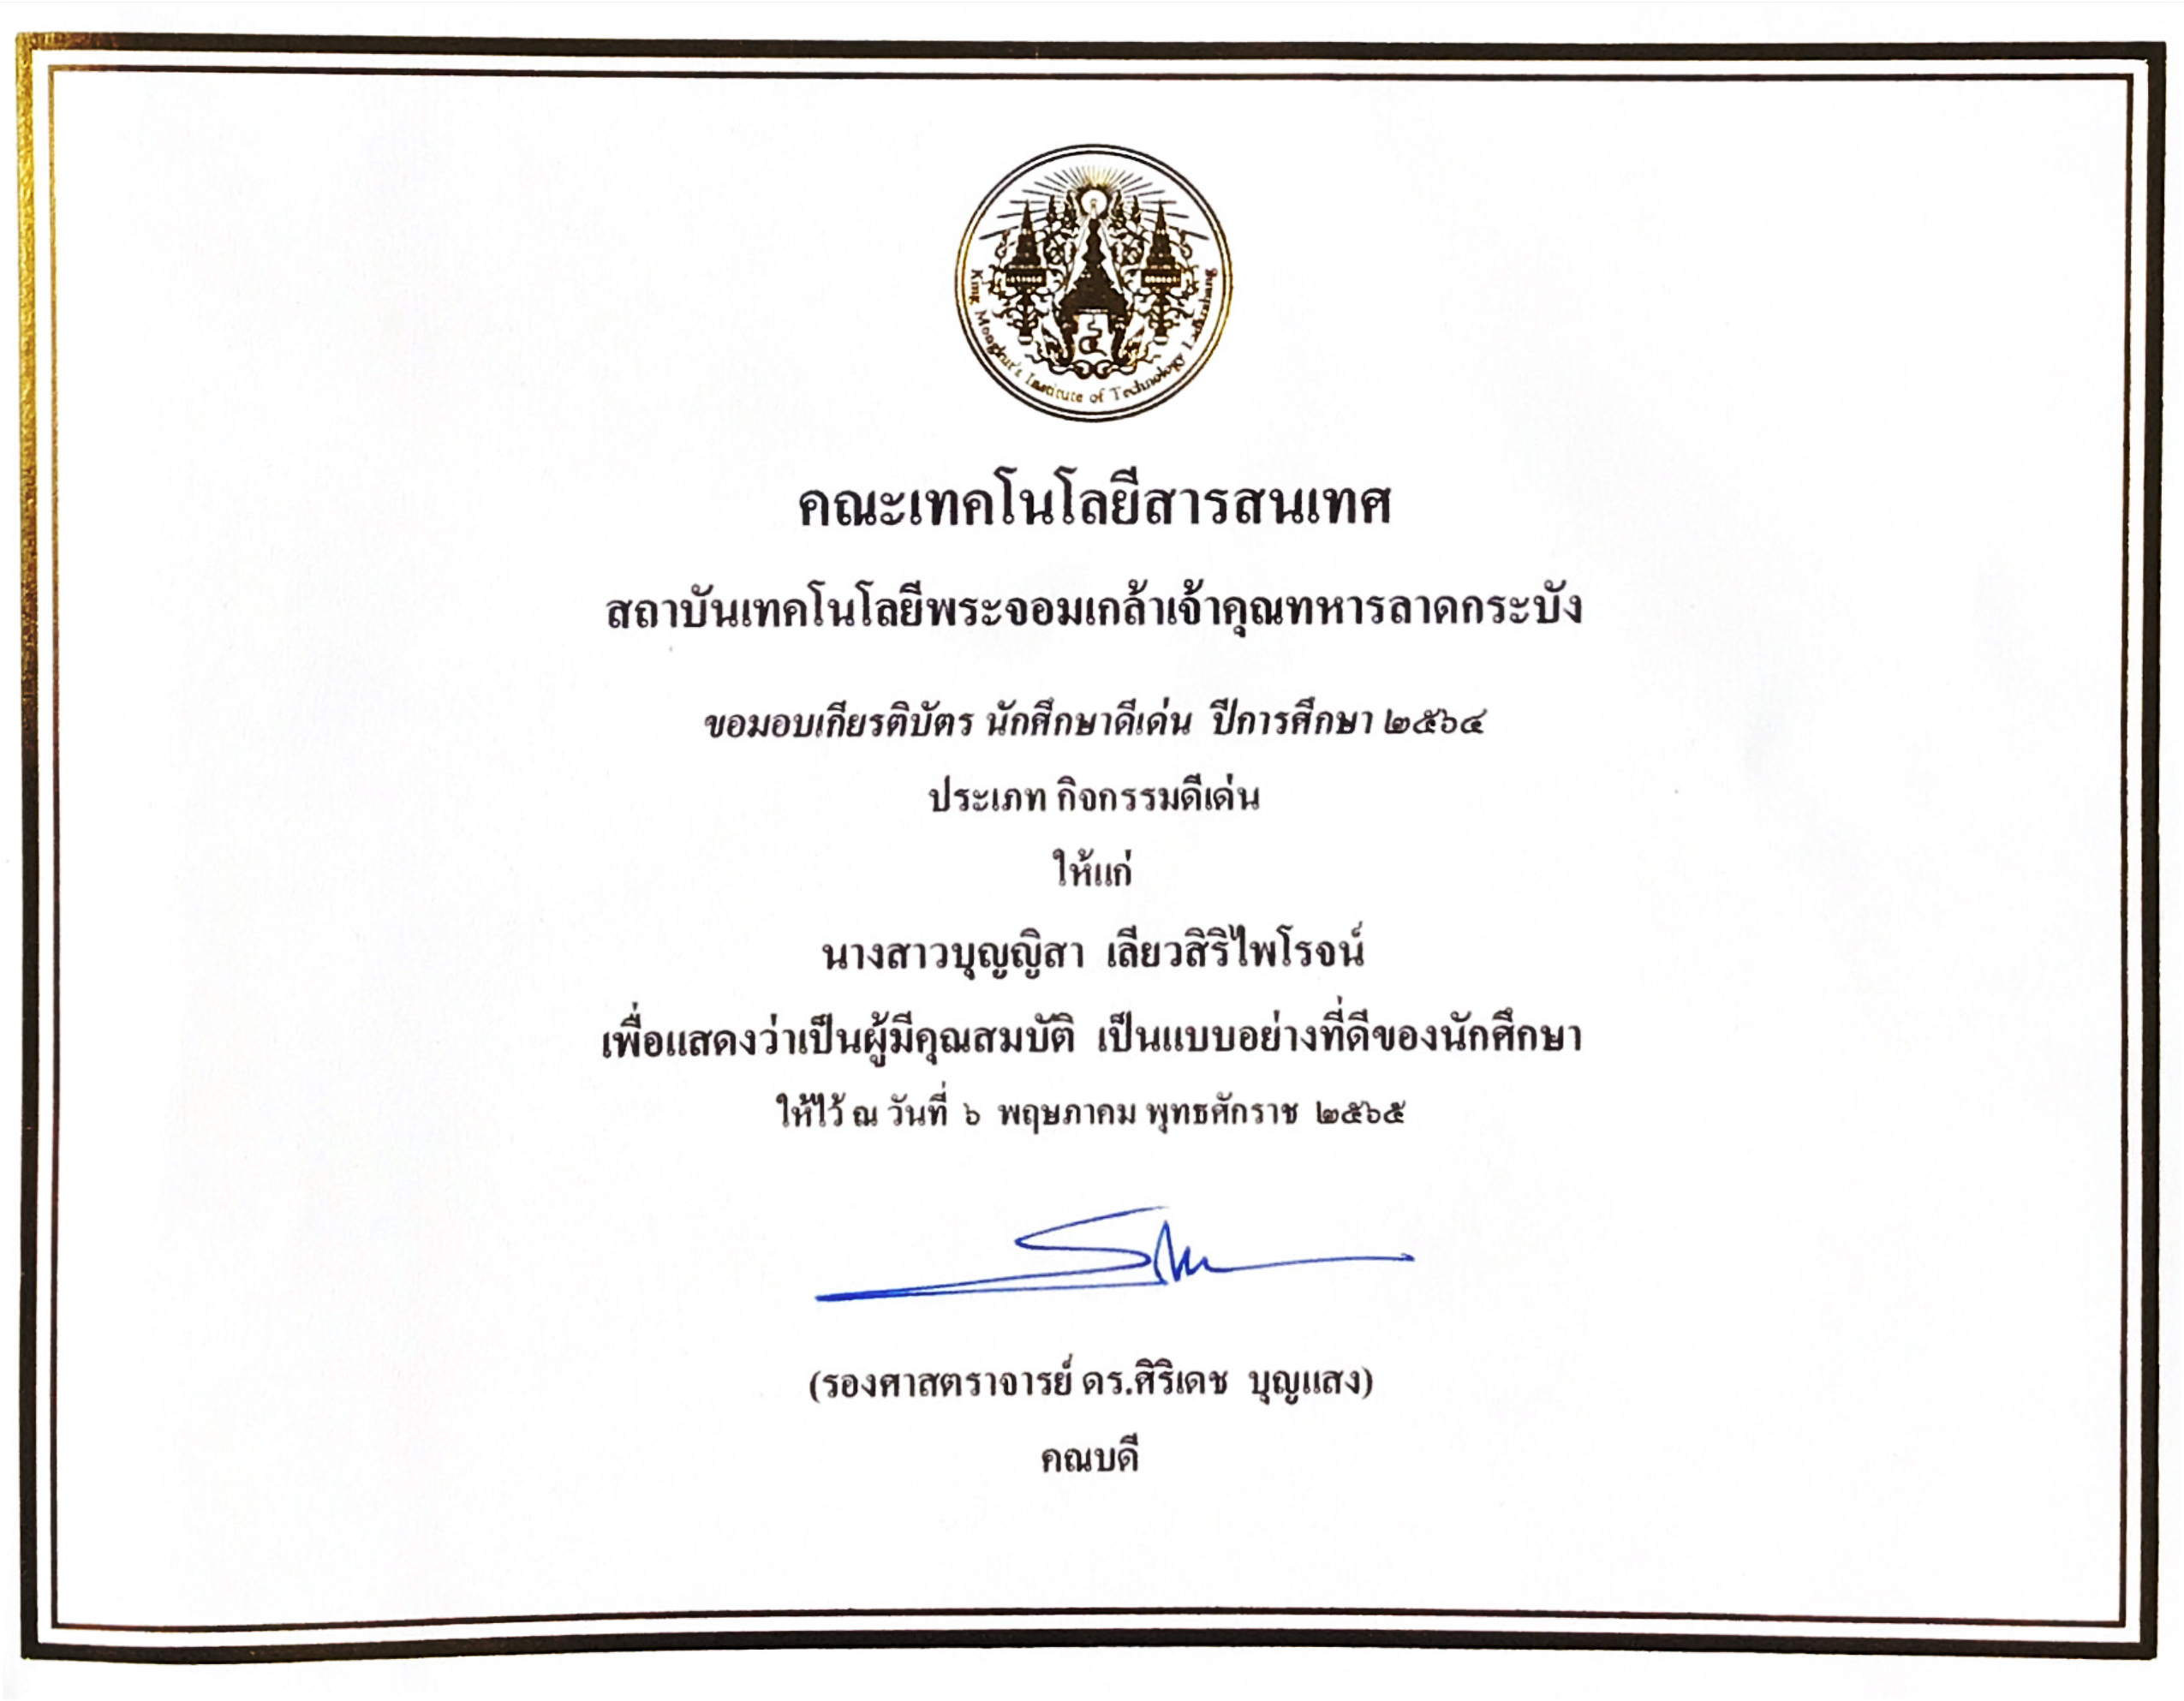 King Mongkut's Institute of Technology Ladkrabang
คณะเทคโนโลยีสารสนเทศ
สถาบันเทคโนโลยีพระจอมเกล้าเจ้าคุณทหารลาดกระบัง
ขอมอบเกียรติบัตร นักศึกษาดีเด่น ปีการศึกษา ๒๕๖๔
ประเภท กิจกรรมดีเด่น
ให้แก่
นางสาวบุญญิสา เลียวสิริไพโรจน์
เพื่อแสดงว่าเป็นผู้มีคุณสมบัติ เป็นแบบอย่างที่ดีของนักศึกษา
ให้ไว้ ณ วันที่ ๖ พฤษภาคม พุทธศักราช ๒๕๖๕
(รองศาสตราจารย์ ดร.ศิริเดช บุญแสง)
คณบดี